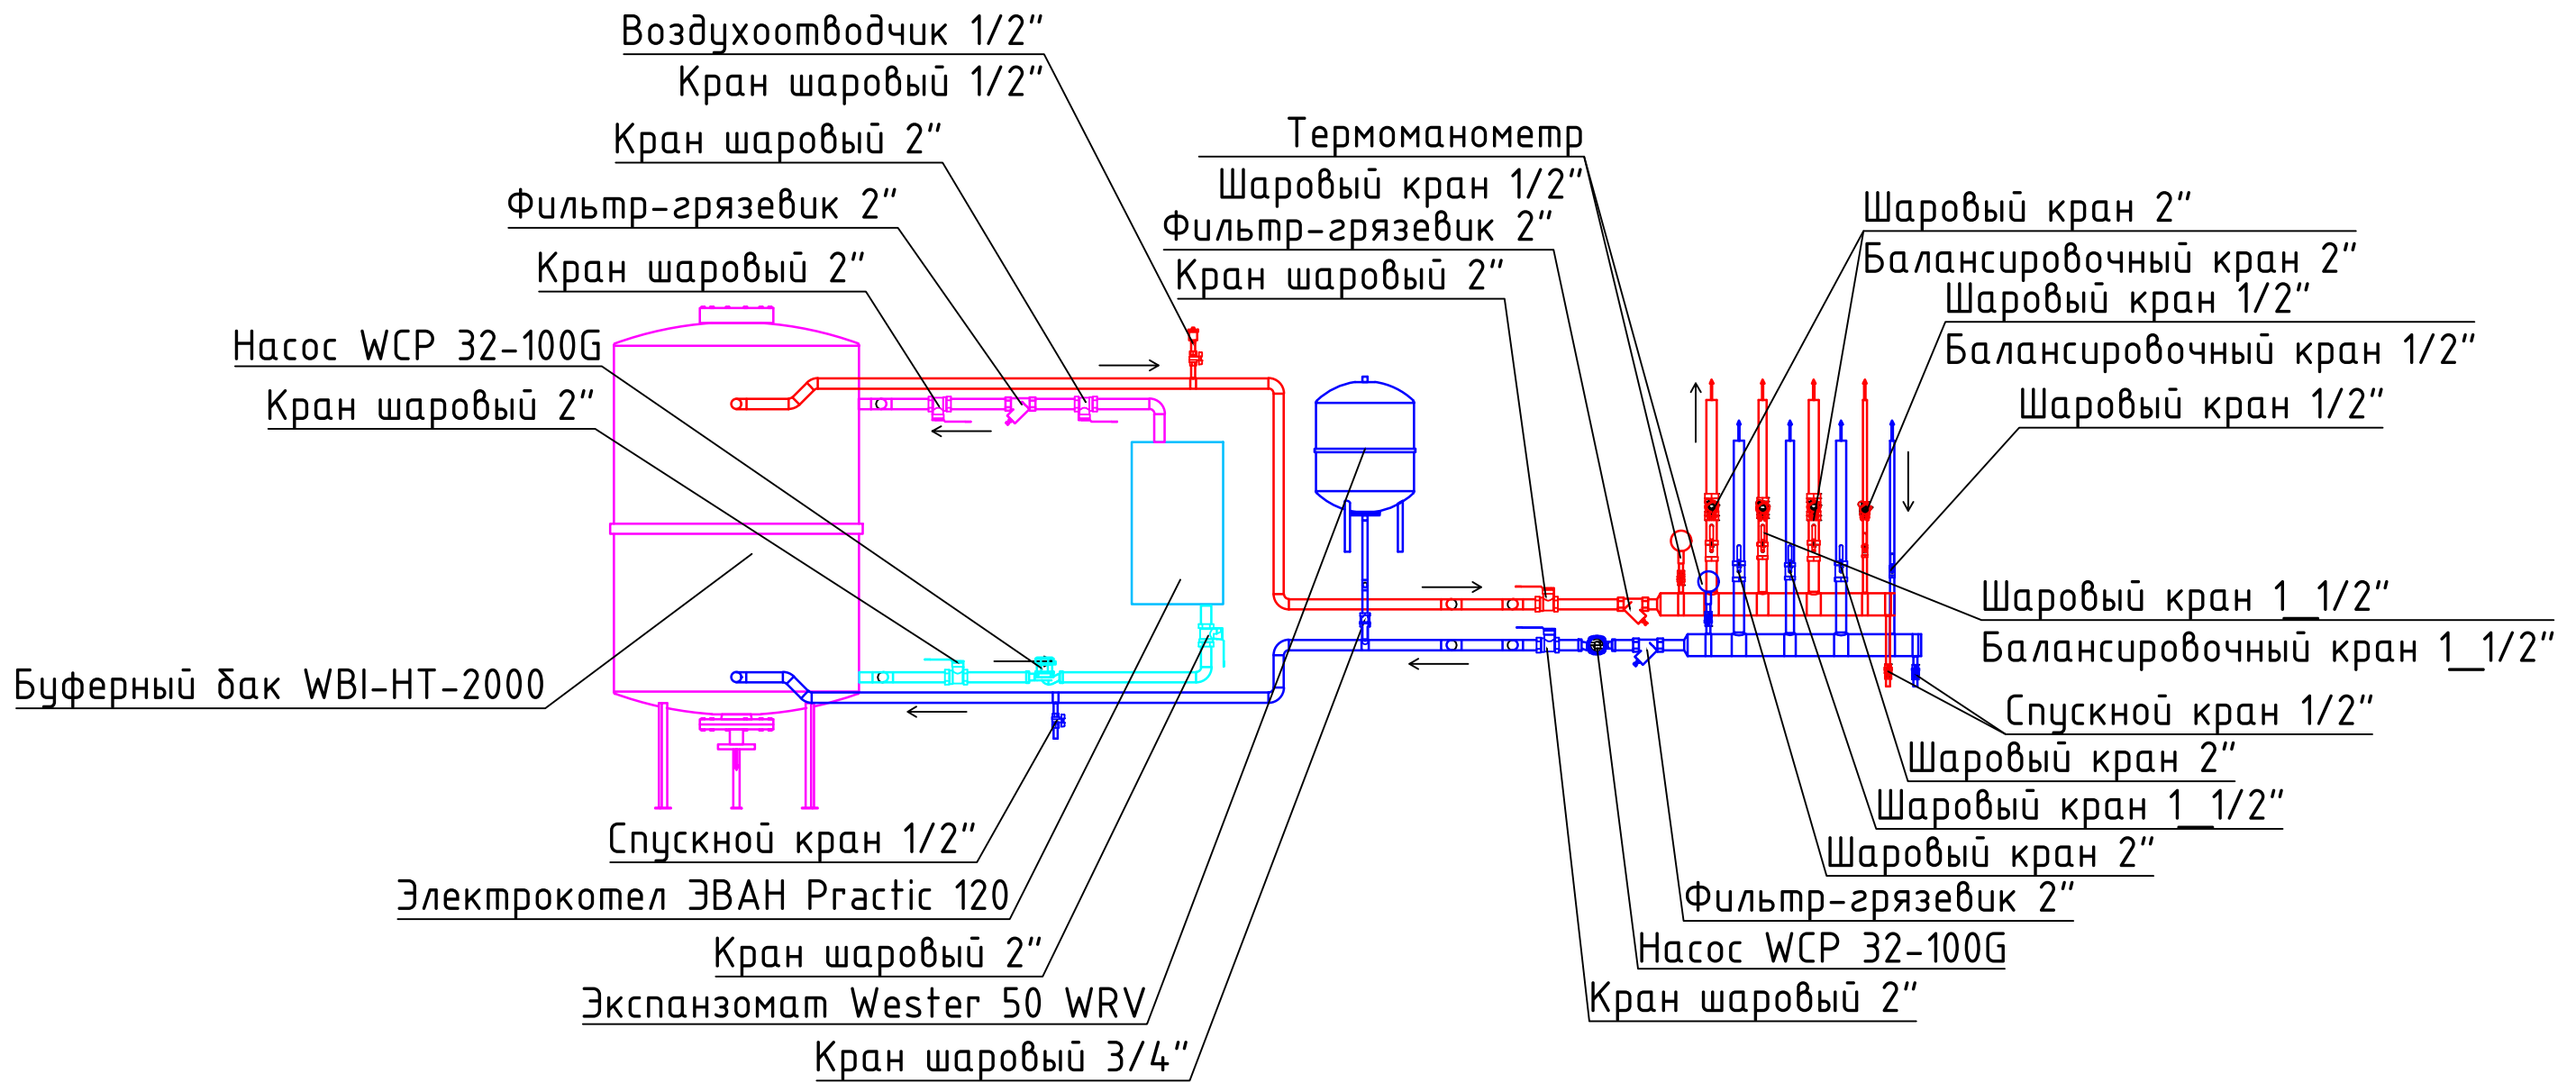 Воздухоотводчик 1/2"
Кран шаровый 1/2"
Кран шаровый 2"
Фильтр-грязевик 2"
Кран шаровый 2"
Насос WCP 32-100G
Кран шаровый 2"
Буферный бак WBI-HT-2000
Термоманометр
Шаровый кран 1/2"
Фильтр-грязевик 2"
Кран шаровый 2"
Шаровый кран 2"
Балансировочный кран 2"
Шаровый кран 1/2"
Балансировочный кран 1/2"
Шаровый кран 1/2"
Шаровый кран 1_1/2"
Балансировочный кран 1_1/2"
Спускной кран 1/2"
Шаровый кран 2"
Шаровый кран 1_1/2"
Шаровый кран 2"
Фильтр-грязевик 2"
Насос WCP 32-100G
Кран шаровый 2"
Спускной кран 1/2"
Электрокотел ЭВАН Practic 120
Кран шаровый 2"
Экспанзомат Wester 50 WRV
Кран шаровый 3/4"